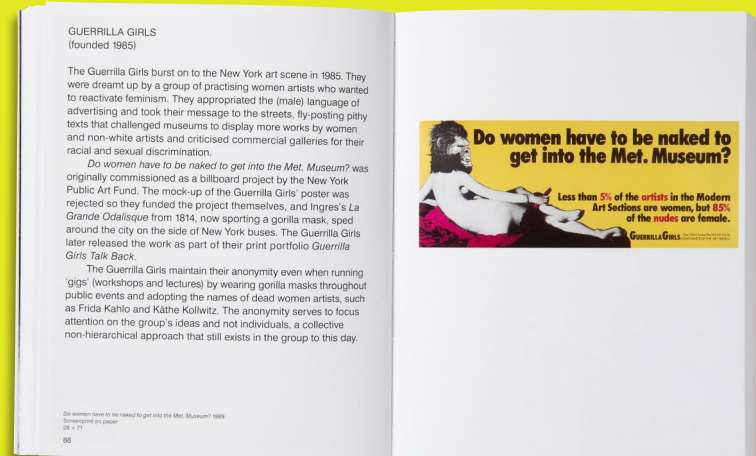 GUERRILLA GIRLS
(founded 1985)
The Guerrilla Girls burst on to the New York art scene in 1985. They
were dreamt up by a group of practising women artists who wanted
to reactivate feminism. They appropriated the (male) language of
advertising and took their message to the streets, fly-posting pithy
texts that challenged museums to display more works by women
and non-white artists and criticised commercial galleries for their
racial and sexual discrimination.
Do women have to be naked to get into the Met. Museum? was
originally commissioned as a billboard project by the New York
Public Art Fund. The mock-up of the Guerrilla Girls' poster was
rejected so they funded the project themselves, and Ingres's La
Grande Odalisque from 1814, now sporting a gorilla mask, sped
around the city on the side of New York buses. The Guerrilla Girls
later released the work as part of their print portfolio Guerrilla
Girls Talk Back.
The Guerrilla Girls maintain their anonymity even when running
'gigs' (workshops and lectures) by wearing gorilla masks throughout
public events and adopting the names of dead women artists, such
as Frida Kahlo and Käthe Kollwitz. The anonymity serves to focus
attention on the group's ideas and not individuals, a collective
non-hierarchical approach that still exists in the group to this day.
Do women have to be naked to get into the Met. Museum? 1989
Screenprint on paper
28 × 71
88
Do women have to be naked to
get into the Met. Museum?
Less than 5% of the artists in the Modern
Art Sections are women, but 85%
of the nudes are female.
GUERRILLA GIRLS
CONSCIENCE OF THE ART WORLD